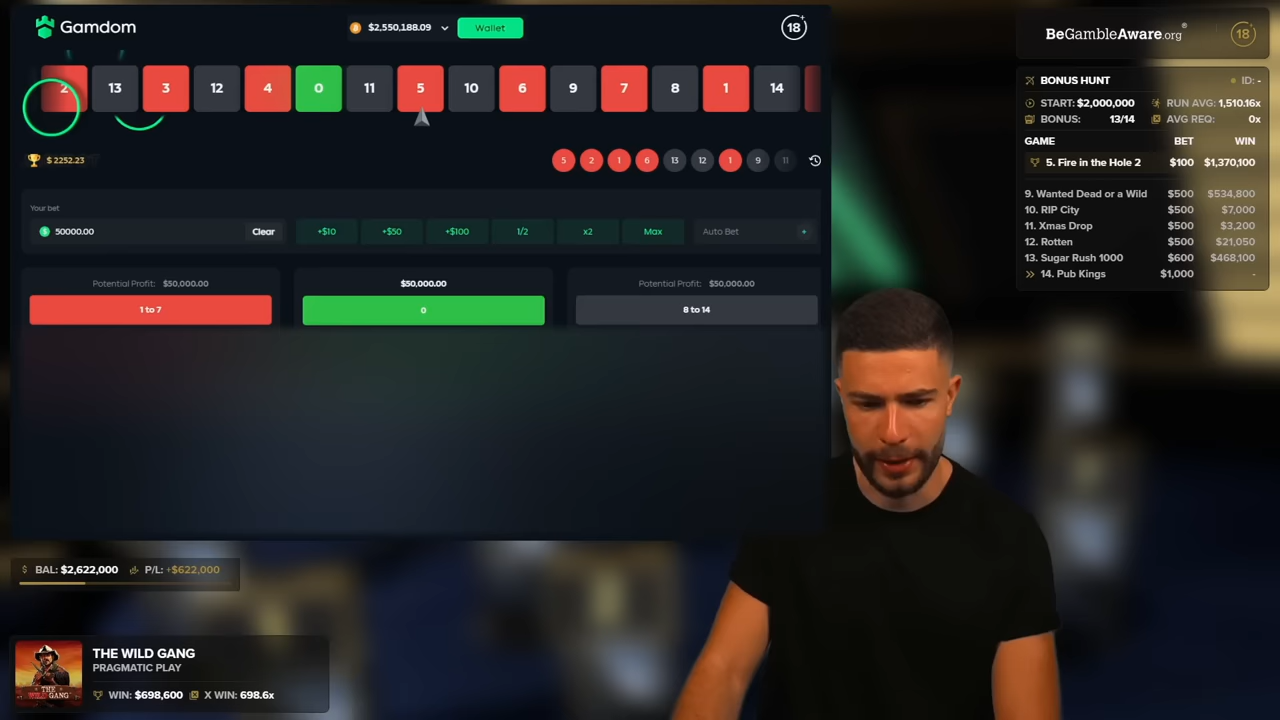 Gamdom
$2,550,188.09
Wallet
18+
2 13 3 12 4 0 11 5 10 6 9 7 8 1 14
$ 2252.23
5 2 1 6 13 12 1 9 11
Your bet
50000.00 Clear +$10 +$50 +$100 1/2 x2 Max Auto Bet +
Potential Profit: $50,000.00 $50,000.00 Potential Profit: $50,000.00
1 to 7 0 8 to 14
BeGambleAware.org® 18+
BONUS HUNT ID: -
START: $2,000,000 RUN AVG: 1,510.16x
BONUS: 13/14 AVG REQ: 0x
GAME BET WIN
5. Fire in the Hole 2 $100 $1,370,100
9. Wanted Dead or a Wild $500 $534,800
10. RIP City $500 $7,000
11. Xmas Drop $500 $3,200
12. Rotten $500 $21,050
13. Sugar Rush 1000 $600 $468,100
14. Pub Kings $1,000 -
BAL: $2,622,000 P/L: +$622,000
THE WILD GANG
PRAGMATIC PLAY
WIN: $698,600 X WIN: 698.6x
THE
WILD GANG